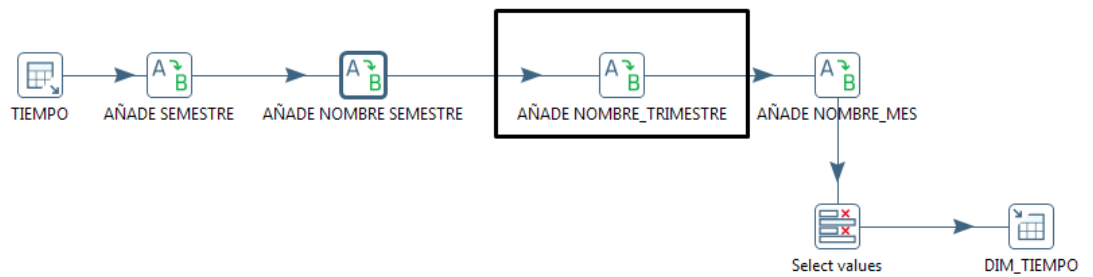 TIEMPO
AÑADE SEMESTRE
AÑADE NOMBRE SEMESTRE
AÑADE NOMBRE_TRIMESTRE
AÑADE NOMBRE_MES
Select values
DIM_TIEMPO